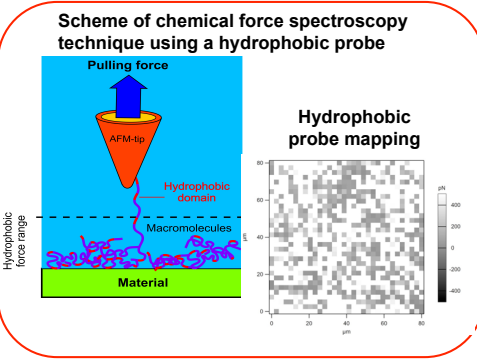 Scheme of chemical force spectroscopy
technique using a hydrophobic probe
Pulling force
AFM-tip
Hydrophobic
domain
Macromolecules
Hydrophobic
force range
Material
Hydrophobic
probe mapping
80
60
40
20
0
µm
0
20
40
60
80
µm
pN
400
200
0
-200
-400